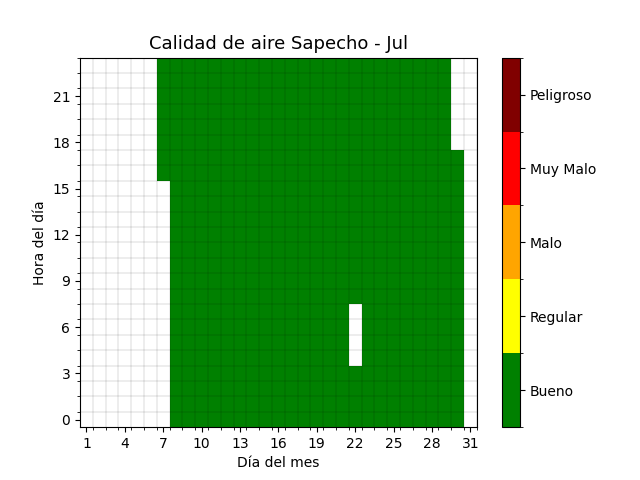 Calidad de aire Sapecho - Jul
Hora del día
21
18
15
12
9
6
3
0
1 4 7 10 13 16 19 22 25 28 31
Día del mes
Peligroso
Muy Malo
Malo
Regular
Bueno